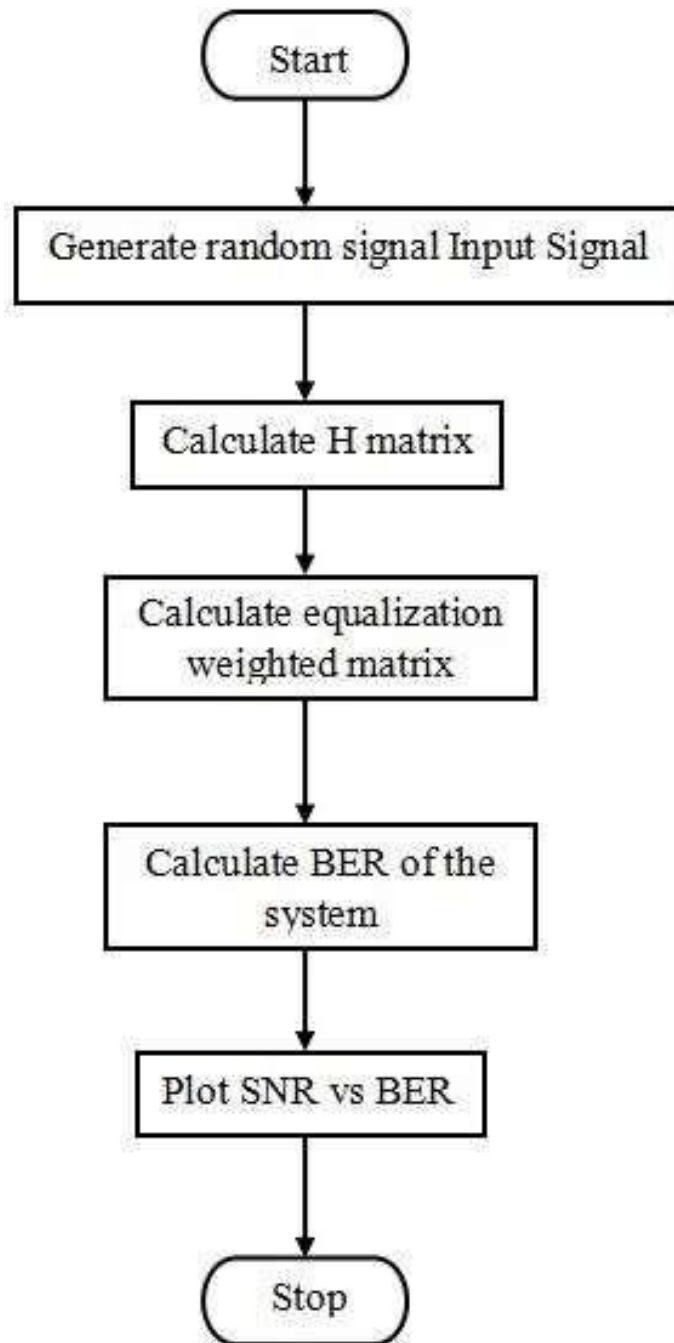 Start
Generate random signal Input Signal
Calculate H matrix
Calculate equalization
weighted matrix
Calculate BER of the
system
Plot SNR vs BER
Stop